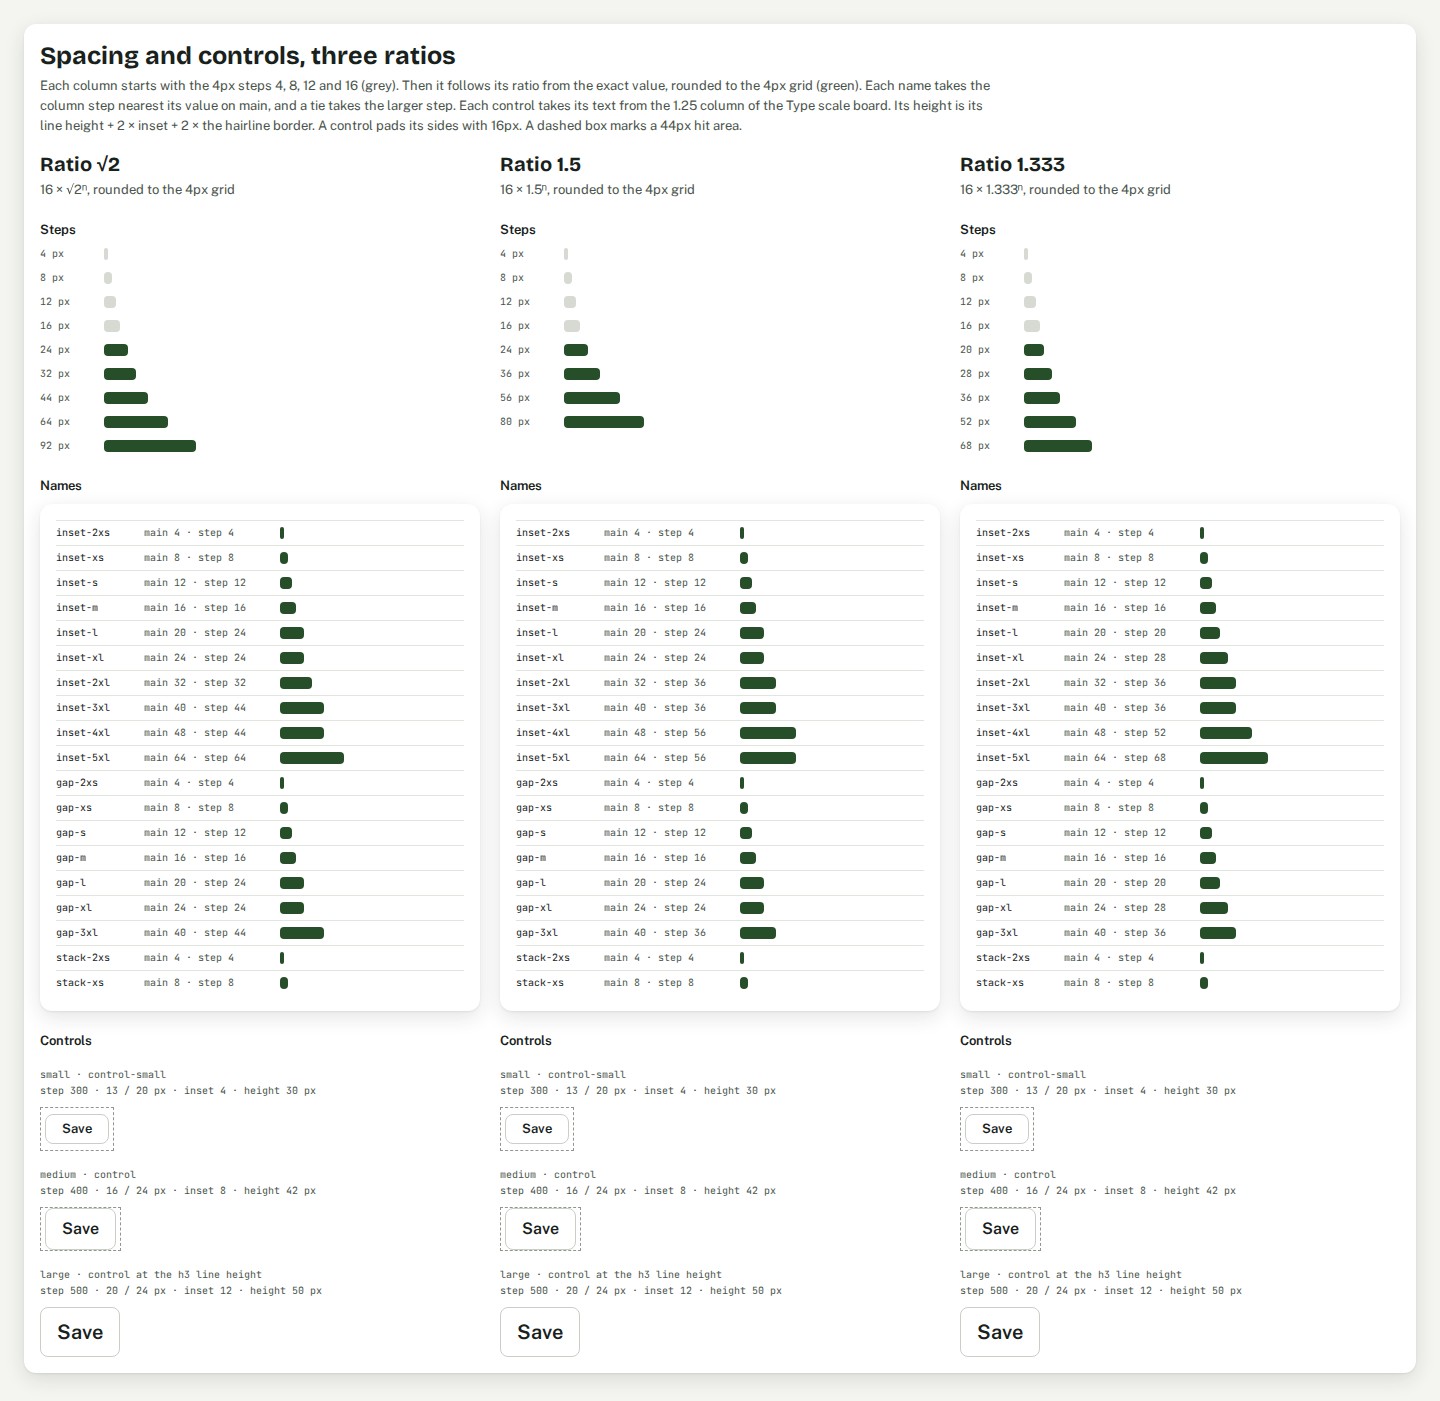 Spacing and controls, three ratios
Each column starts with the 4px steps 4, 8, 12 and 16 (grey). Then it follows its ratio from the exact value, rounded to the 4px grid (green). Each name takes the
column step nearest its value on main, and a tie takes the larger step. Each control takes its text from the 1.25 column of the Type scale board. Its height is its
line height + 2 × inset + 2 × the hairline border. A control pads its sides with 16px. A dashed box marks a 44px hit area.
Ratio √2
16 × √2ⁿ, rounded to the 4px grid
Steps
4 px
8 px
12 px
16 px
24 px
32 px
44 px
64 px
92 px
Names
inset-2xs main 4 · step 4
inset-xs main 8 · step 8
inset-s main 12 · step 12
inset-m main 16 · step 16
inset-l main 20 · step 24
inset-xl main 24 · step 24
inset-2xl main 32 · step 32
inset-3xl main 40 · step 44
inset-4xl main 48 · step 44
inset-5xl main 64 · step 64
gap-2xs main 4 · step 4
gap-xs main 8 · step 8
gap-s main 12 · step 12
gap-m main 16 · step 16
gap-l main 20 · step 24
gap-xl main 24 · step 24
gap-3xl main 40 · step 44
stack-2xs main 4 · step 4
stack-xs main 8 · step 8
Controls
small · control-small
step 300 · 13 / 20 px · inset 4 · height 30 px
Save
medium · control
step 400 · 16 / 24 px · inset 8 · height 42 px
Save
large · control at the h3 line height
step 500 · 20 / 24 px · inset 12 · height 50 px
Save
Ratio 1.5
16 × 1.5ⁿ, rounded to the 4px grid
Steps
4 px
8 px
12 px
16 px
24 px
36 px
56 px
80 px
Names
inset-2xs main 4 · step 4
inset-xs main 8 · step 8
inset-s main 12 · step 12
inset-m main 16 · step 16
inset-l main 20 · step 24
inset-xl main 24 · step 24
inset-2xl main 32 · step 36
inset-3xl main 40 · step 36
inset-4xl main 48 · step 56
inset-5xl main 64 · step 56
gap-2xs main 4 · step 4
gap-xs main 8 · step 8
gap-s main 12 · step 12
gap-m main 16 · step 16
gap-l main 20 · step 24
gap-xl main 24 · step 24
gap-3xl main 40 · step 36
stack-2xs main 4 · step 4
stack-xs main 8 · step 8
Controls
small · control-small
step 300 · 13 / 20 px · inset 4 · height 30 px
Save
medium · control
step 400 · 16 / 24 px · inset 8 · height 42 px
Save
large · control at the h3 line height
step 500 · 20 / 24 px · inset 12 · height 50 px
Save
Ratio 1.333
16 × 1.333ⁿ, rounded to the 4px grid
Steps
4 px
8 px
12 px
16 px
20 px
28 px
36 px
52 px
68 px
Names
inset-2xs main 4 · step 4
inset-xs main 8 · step 8
inset-s main 12 · step 12
inset-m main 16 · step 16
inset-l main 20 · step 20
inset-xl main 24 · step 28
inset-2xl main 32 · step 36
inset-3xl main 40 · step 36
inset-4xl main 48 · step 52
inset-5xl main 64 · step 68
gap-2xs main 4 · step 4
gap-xs main 8 · step 8
gap-s main 12 · step 12
gap-m main 16 · step 16
gap-l main 20 · step 20
gap-xl main 24 · step 28
gap-3xl main 40 · step 36
stack-2xs main 4 · step 4
stack-xs main 8 · step 8
Controls
small · control-small
step 300 · 13 / 20 px · inset 4 · height 30 px
Save
medium · control
step 400 · 16 / 24 px · inset 8 · height 42 px
Save
large · control at the h3 line height
step 500 · 20 / 24 px · inset 12 · height 50 px
Save